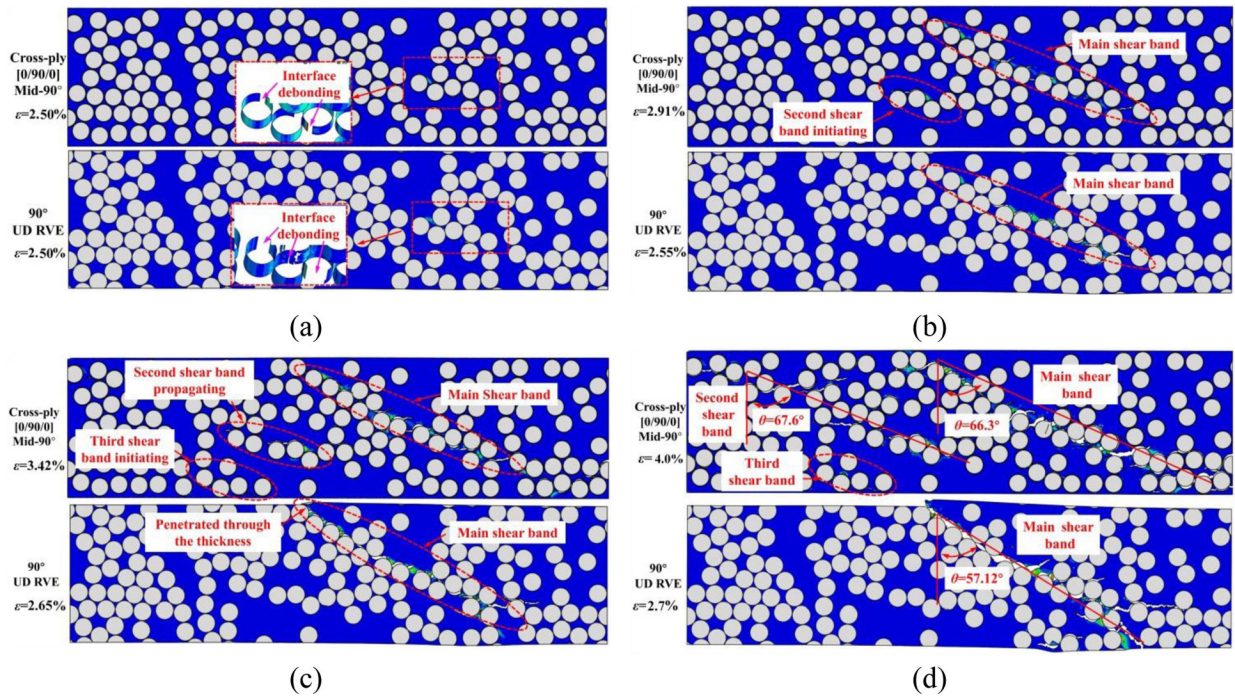 Cross-ply
[0/90/0]
Mid-90°
ε=2.50%
Interface
debonding
90°
UD RVE
ε=2.50%
Interface
debonding
(a)
Cross-ply
[0/90/0]
Mid-90°
ε=2.91%
Main shear band
Second shear
band initiating
90°
UD RVE
ε=2.55%
Main shear band
(b)
Cross-ply
[0/90/0]
Mid-90°
ε=3.42%
Second shear band
propagating
Main Shear band
Third shear
band initiating
90°
UD RVE
ε=2.65%
Penetrated through
the thickness
Main shear band
(c)
Cross-ply
[0/90/0]
Mid-90°
ε= 4.0%
Second
shear
band
θ=67.6°
θ=66.3°
Main shear
band
Third
shear band
90°
UD RVE
ε=2.7%
Main shear
band
θ=57.12°
(d)